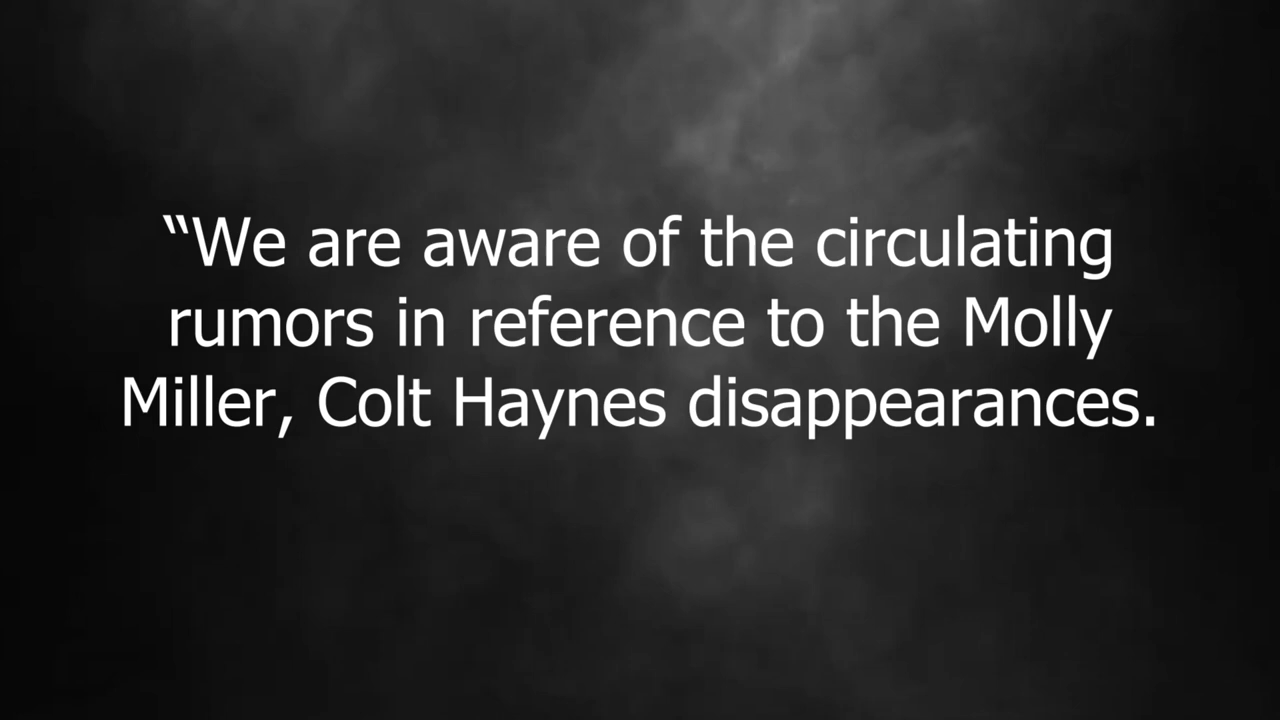 “We are aware of the circulating
rumors in reference to the Molly
Miller, Colt Haynes disappearances.